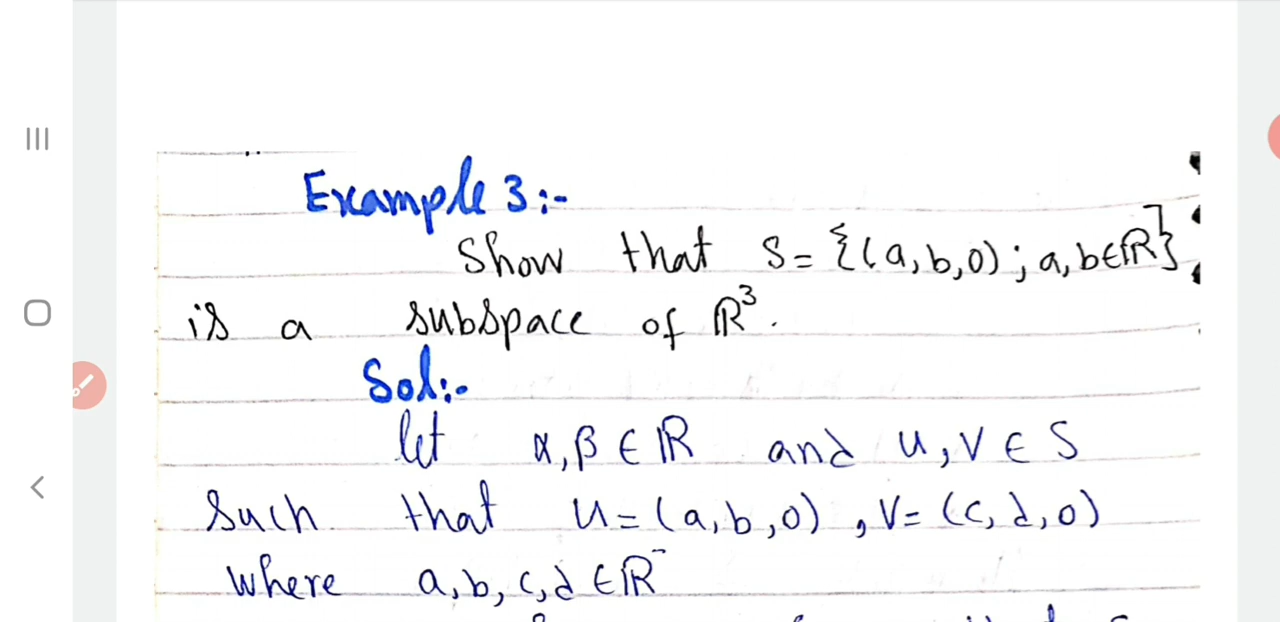 Example 3:-
Show that S = {(a,b,0); a,b∈ℝ}
is a subspace of ℝ³.
Sol:-
let α,β ∈ ℝ and u,v ∈ S
Such that u=(a,b,0), v=(c,d,0)
where a,b,c,d ∈ℝ